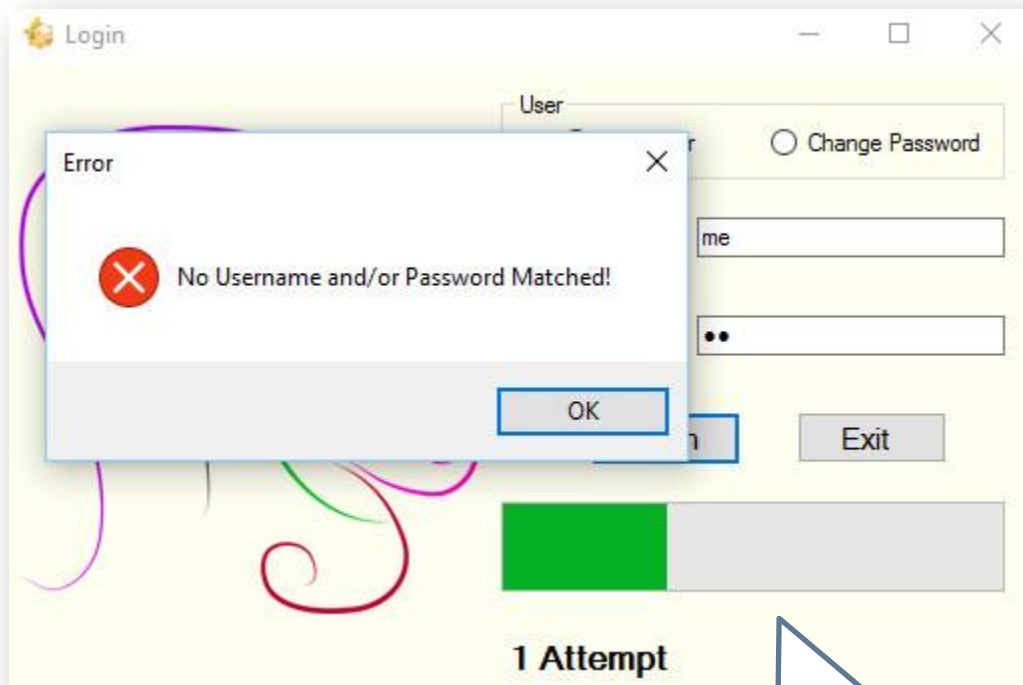 Login
User
Change Password
Error
No Username and/or Password Matched!
me
OK
Exit
1 Attempt